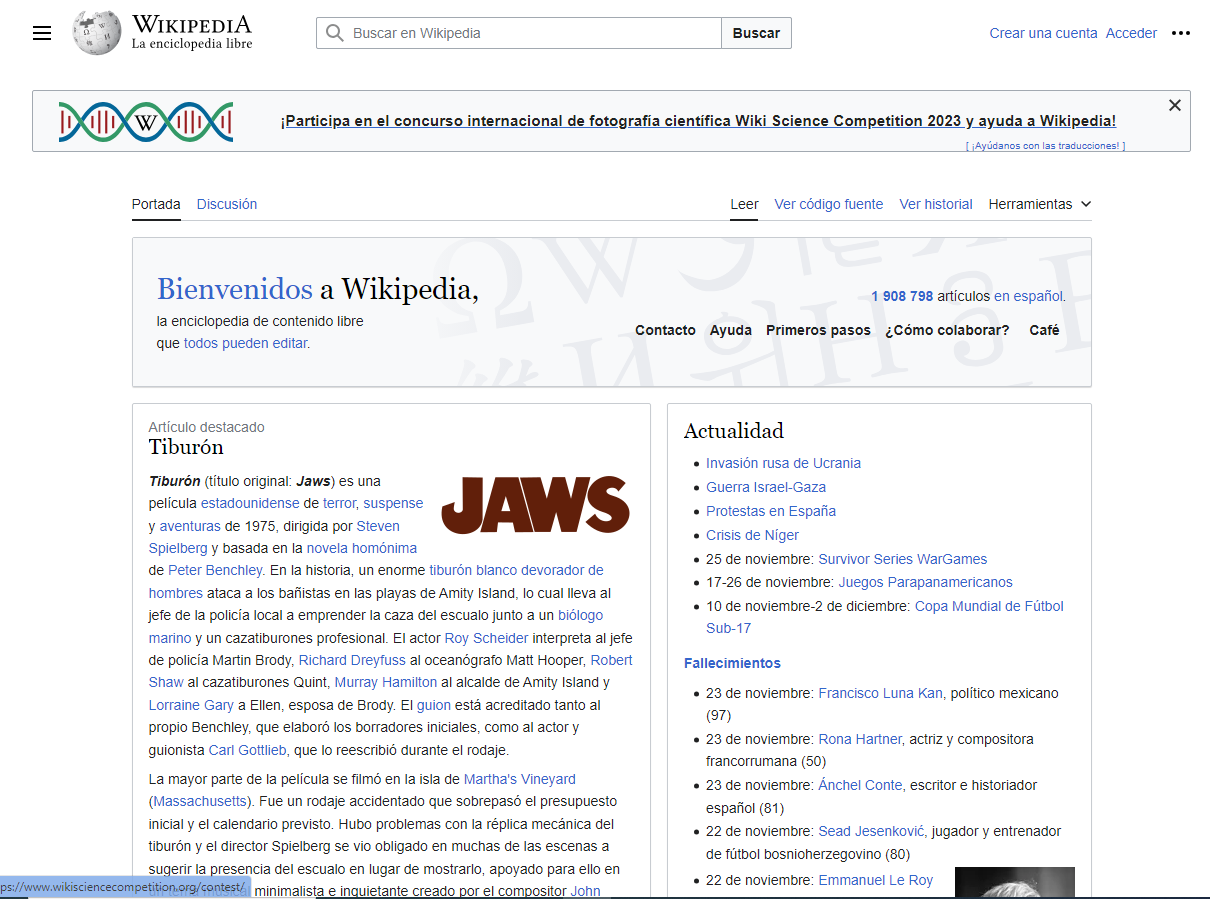 WIKIPEDIA
La enciclopedia libre
Buscar en Wikipedia
Buscar
Crear una cuenta Acceder
W
¡Participa en el concurso internacional de fotografía científica Wiki Science Competition 2023 y ayuda a Wikipedia!
[ ¡Ayúdanos con las traducciones! ]
Portada Discusión
Leer Ver código fuente Ver historial Herramientas
Bienvenidos a Wikipedia,
la enciclopedia de contenido libre
que todos pueden editar.
1 908 798 artículos en español.
Contacto Ayuda Primeros pasos ¿Cómo colaborar? Café
Artículo destacado
Tiburón
JAWS
Tiburón (título original: Jaws) es una
película estadounidense de terror, suspense
y aventuras de 1975, dirigida por Steven
Spielberg y basada en la novela homónima
de Peter Benchley. En la historia, un enorme tiburón blanco devorador de
hombres ataca a los bañistas en las playas de Amity Island, lo cual lleva al
jefe de la policía local a emprender la caza del escualo junto a un biólogo
marino y un cazatiburones profesional. El actor Roy Scheider interpreta al jefe
de policía Martin Brody, Richard Dreyfuss al oceanógrafo Matt Hooper, Robert
Shaw al cazatiburones Quint, Murray Hamilton al alcalde de Amity Island y
Lorraine Gary a Ellen, esposa de Brody. El guion está acreditado tanto al
propio Benchley, que elaboró los borradores iniciales, como al actor y
guionista Carl Gottlieb, que lo reescribió durante el rodaje.
La mayor parte de la película se filmó en la isla de Martha's Vineyard
(Massachusetts). Fue un rodaje accidentado que sobrepasó el presupuesto
inicial y el calendario previsto. Hubo problemas con la réplica mecánica del
tiburón y el director Spielberg se vio obligado en muchas de las escenas a
sugerir la presencia del escualo en lugar de mostrarlo, apoyado para ello en
un tema musical minimalista e inquietante creado por el compositor John
Actualidad
Invasión rusa de Ucrania
Guerra Israel-Gaza
Protestas en España
Crisis de Níger
25 de noviembre: Survivor Series WarGames
17-26 de noviembre: Juegos Parapanamericanos
10 de noviembre-2 de diciembre: Copa Mundial de Fútbol
Sub-17
Fallecimientos
23 de noviembre: Francisco Luna Kan, político mexicano
(97)
23 de noviembre: Rona Hartner, actriz y compositora
francorrumana (50)
23 de noviembre: Ánchel Conte, escritor e historiador
español (81)
22 de noviembre: Sead Jesenković, jugador y entrenador
de fútbol bosnioherzegovino (80)
22 de noviembre: Emmanuel Le Roy
ps://www.wikisciencecompetition.org/contest/